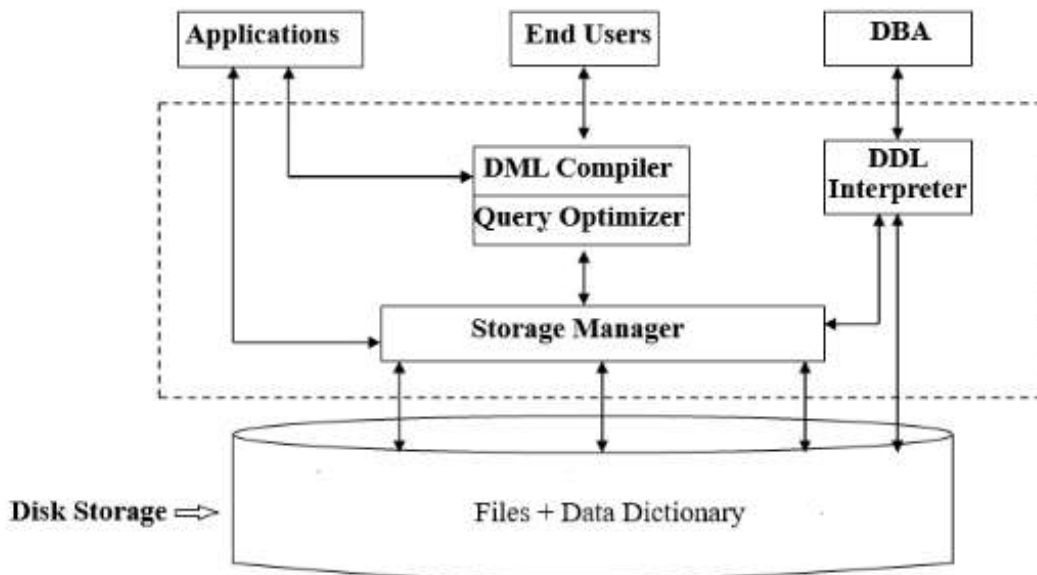 Applications
End Users
DBA
DML Compiler
Query Optimizer
DDL
Interpreter
Storage Manager
Disk Storage
Files + Data Dictionary